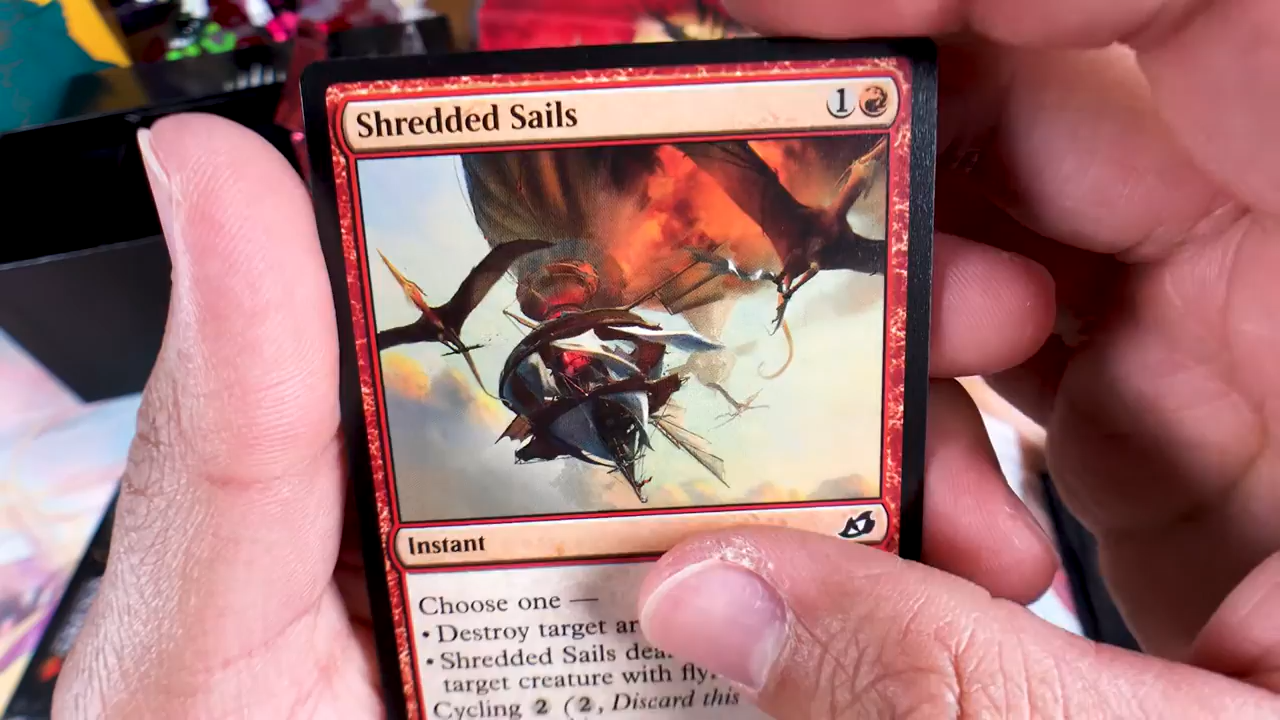 Shredded Sails 1
Instant
Choose one —
• Destroy target ar
• Shredded Sails dea
target creature with fly
Cycling 2 (2, Discard this